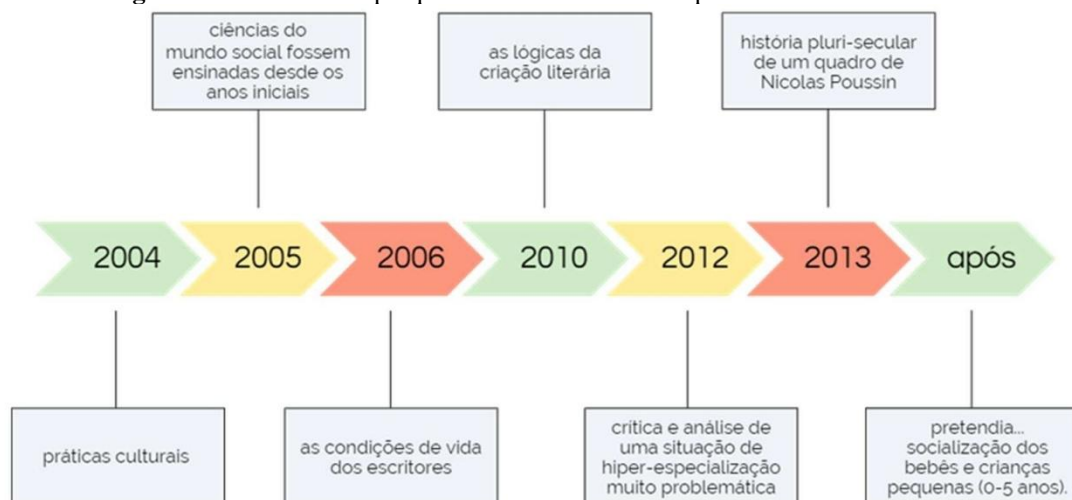 ciências do
mundo social fossem
ensinadas desde os
anos iniciais
as lógicas da
criação literária
história pluri-secular
de um quadro de
Nicolas Poussin
2004
2005
2006
2010
2012
2013
após
práticas culturais
as condições de vida
dos escritores
crítica e análise de
uma situação de
hiper-especialização
muito problemática
pretendia...
socialização dos
bebês e crianças
pequenas (0-5 anos).